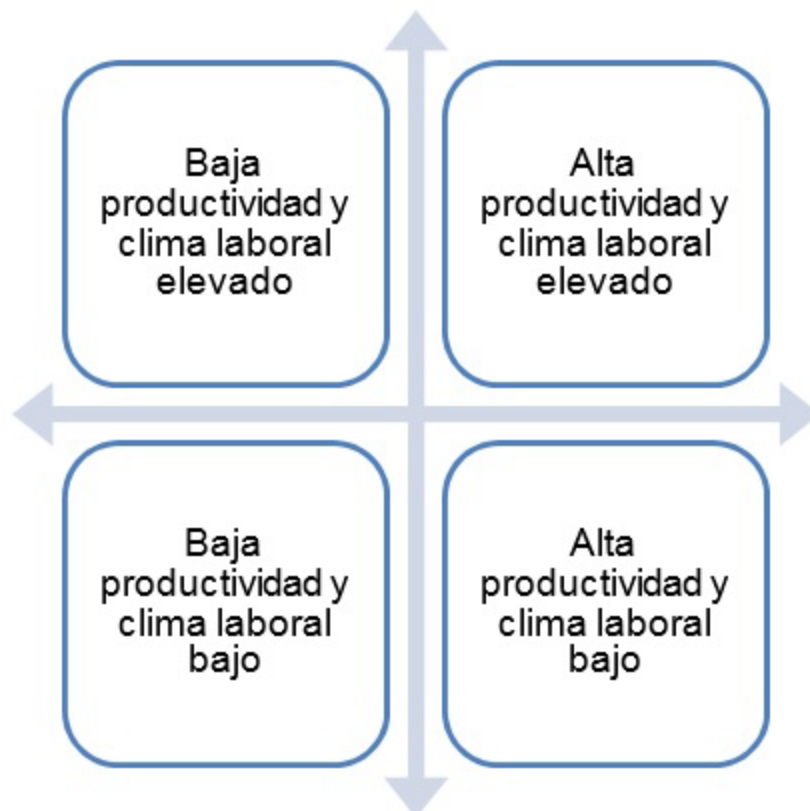 Baja
productividad y
clima laboral
elevado
Alta
productividad y
clima laboral
elevado
Baja
productividad y
clima laboral
bajo
Alta
productividad y
clima laboral
bajo